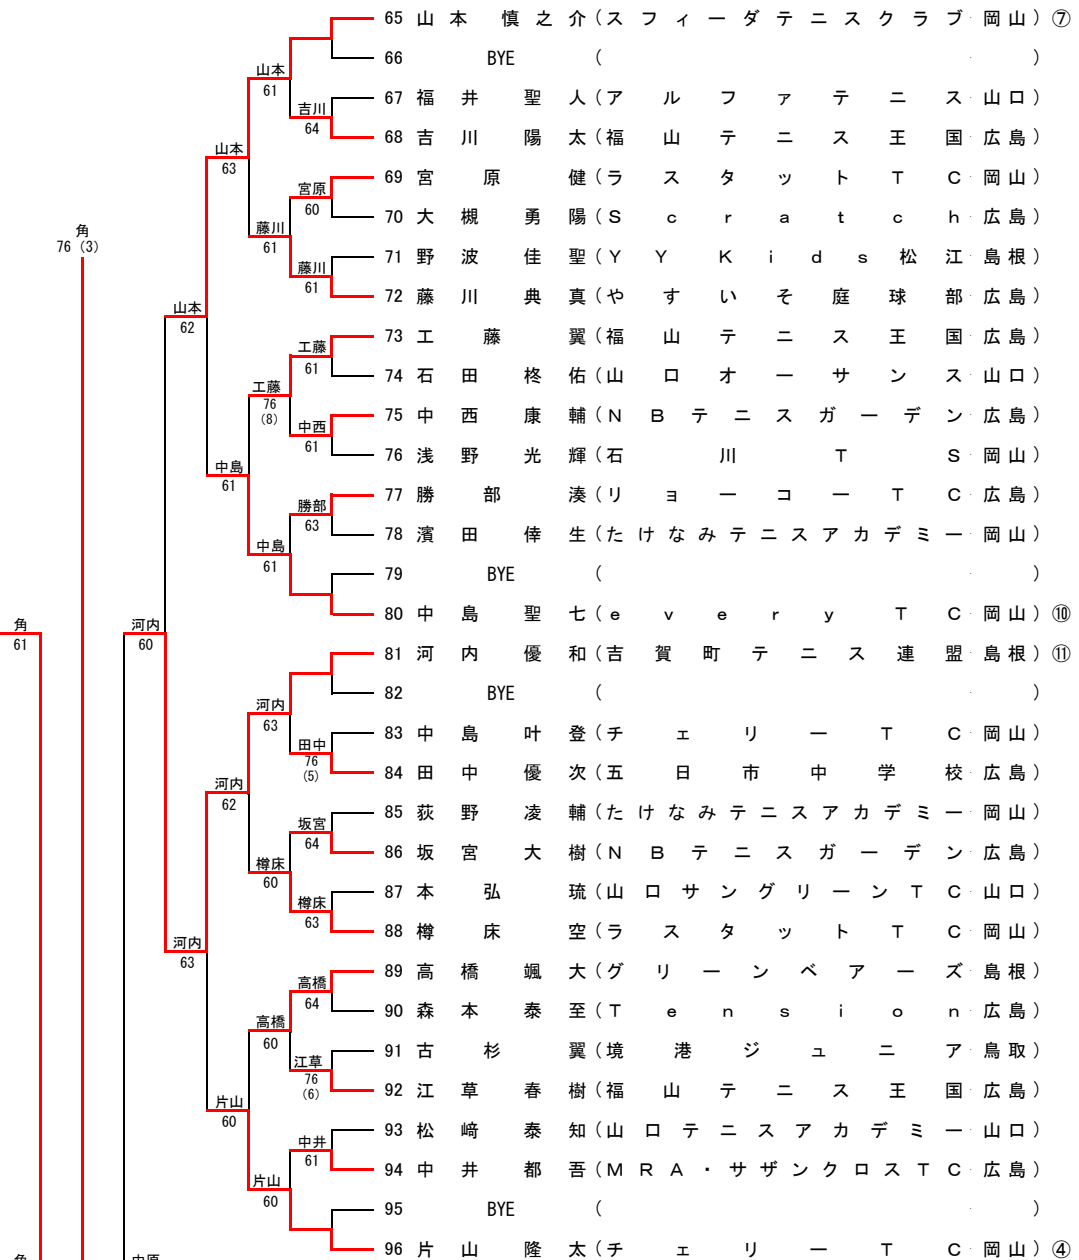 65 山本 慎之介 (スフィーダテニスクラブ 岡山) ⑦
66 BYE ( )
67 福井 聖人 (アルファテニス 山口)
68 吉川 陽太 (福山テニス王国 広島)
69 宮原 健 (ラスタットTC 岡山)
70 大槻 勇陽 (Scratch 広島)
71 野波 佳聖 (YYKids松江 島根)
72 藤川 典真 (やすいそ庭球部 広島)
73 工藤 翼 (福山テニス王国 広島)
74 石田 柊佑 (山口オーサンス 山口)
75 中西 康輔 (NBテニスガーデン 広島)
76 浅野 光輝 (石川TS 岡山)
77 勝部 湊 (リョーコーTC 広島)
78 濱田 倖生 (たけなみテニスアカデミー 岡山)
79 BYE ( )
80 中島 聖七 (everyTC 岡山) ⑩
81 河内 優和 (吉賀町テニス連盟 島根) ⑪
82 BYE ( )
83 中島 叶登 (チェリーTC 岡山)
84 田中 優次 (五日市中学校 広島)
85 荻野 凌輔 (たけなみテニスアカデミー 岡山)
86 坂宮 大樹 (NBテニスガーデン 広島)
87 本弘 琉 (山口サングリーンTC 山口)
88 樽床 空 (ラスタットTC 岡山)
89 高橋 颯大 (グリーンベアーズ 島根)
90 森本 泰至 (Tension 広島)
91 古杉 翼 (境港ジュニア 鳥取)
92 江草 春樹 (福山テニス王国 広島)
93 松﨑 泰知 (山口テニスアカデミー 山口)
94 中井 都吾 (MRA・サザンクロスTC 広島)
95 BYE ( )
96 片山 隆太 (チェリーTC 岡山) ④
吉川
64
宮原
60
藤川
61
工藤
61
中西
61
勝部
63
田中
76
(5)
坂宮
64
樽床
63
高橋
64
江草
76
(6)
中井
61
山本
61
藤川
61
工藤
76
(8)
中島
61
河内
63
樽床
60
高橋
60
片山
60
山本
63
中島
61
河内
62
片山
60
山本
62
河内
63
河内
60
中原
角
76 (3)
角
61
角